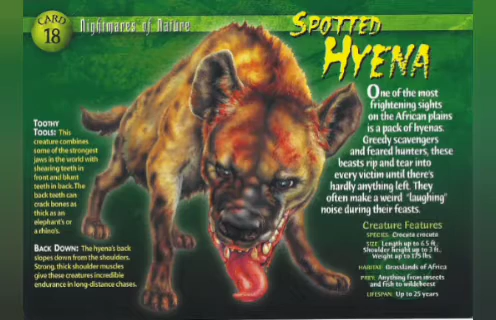 CARD
18
Nightmares of Nature
SPOTTED
HYENA
One of the most
frightening sights
on the African plains
is a pack of hyenas.
Greedy scavengers
and feared hunters, these
beasts rip and tear into
every victim until there's
hardly anything left. They
often make a weird "laughing"
noise during their feasts.
TOOTHY
TOOLS: This
creature combines
some of the strongest
jaws in the world with
shearing teeth in
front and blunt
teeth in back. The
back teeth can
crack bones as
thick as an
elephant's or
a rhino's.
BACK DOWN: The hyena's back
slopes down from the shoulders.
Strong, thick shoulder muscles
give these creatures incredible
endurance in long-distance chases.
Creature Features
SPECIES: Crocuta crocuta
SIZE: Length up to 6.5 ft.,
Shoulder height up to 3 ft.,
Weight up to 175 lbs
HABITAT: Grasslands of Africa
PREY: Anything from insects
and fish to wildebeest
LIFESPAN: Up to 25 years